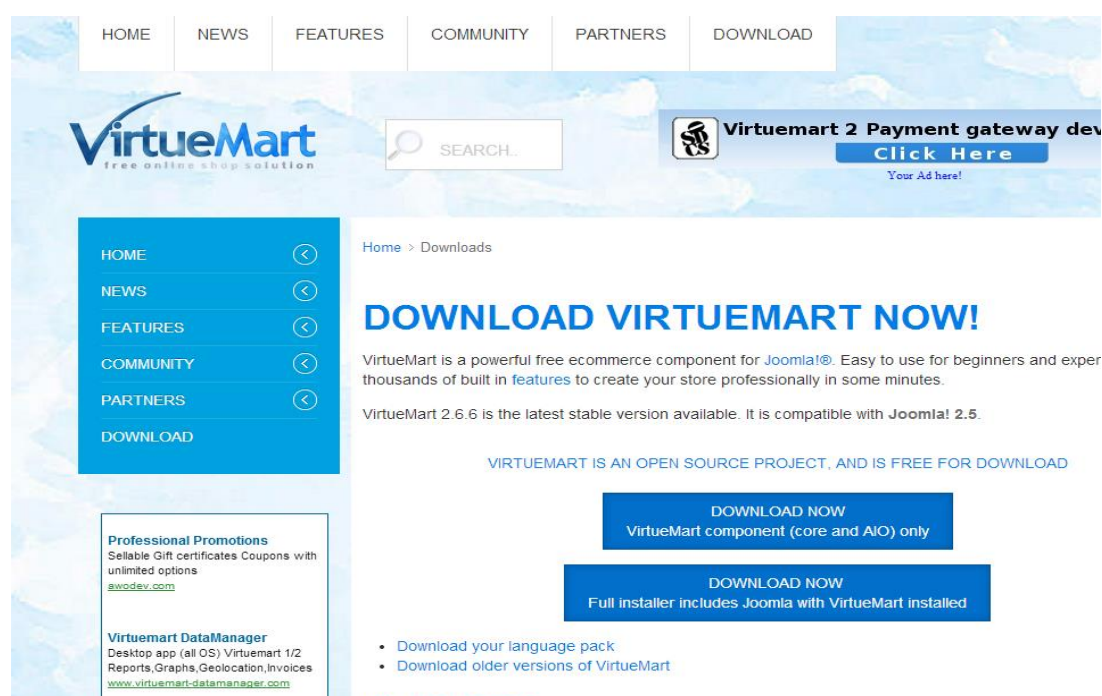 HOME NEWS FEATURES COMMUNITY PARTNERS DOWNLOAD
VirtueMart
free online shop solution
SEARCH..
Virtuemart 2 Payment gateway dev
Click Here
Your Ad here!
HOME
NEWS
FEATURES
COMMUNITY
PARTNERS
DOWNLOAD
Professional Promotions
Sellable Gift certificates Coupons with
unlimited options
awodev.com
Virtuemart DataManager
Desktop app (all OS) Virtuemart 1/2
Reports,Graphs,Geolocation,Invoices
www.virtuemart-datamanager.com
Home > Downloads
DOWNLOAD VIRTUEMART NOW!
VirtueMart is a powerful free ecommerce component for Joomla!®. Easy to use for beginners and exper
thousands of built in features to create your store professionally in some minutes.
VirtueMart 2.6.6 is the latest stable version available. It is compatible with Joomla! 2.5.
VIRTUEMART IS AN OPEN SOURCE PROJECT, AND IS FREE FOR DOWNLOAD
DOWNLOAD NOW
VirtueMart component (core and AIO) only
DOWNLOAD NOW
Full installer includes Joomla with VirtueMart installed
• Download your language pack
• Download older versions of VirtueMart